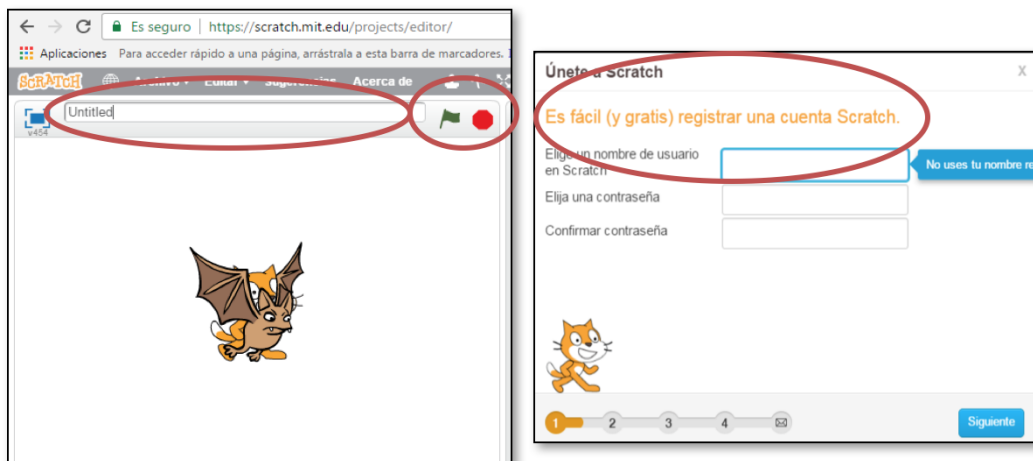 Es seguro | https://scratch.mit.edu/projects/editor/
Aplicaciones Para acceder rápido a una página, arrástrala a esta barra de marcadores.
SCRATCH Archivo Editar Sugerencias Acerca de
Untitled
v454
Únete a Scratch X
Es fácil (y gratis) registrar una cuenta Scratch.
Elige un nombre de usuario
en Scratch
No uses tu nombre re
Elija una contraseña
Confirmar contraseña
1 2 3 4
Siguiente